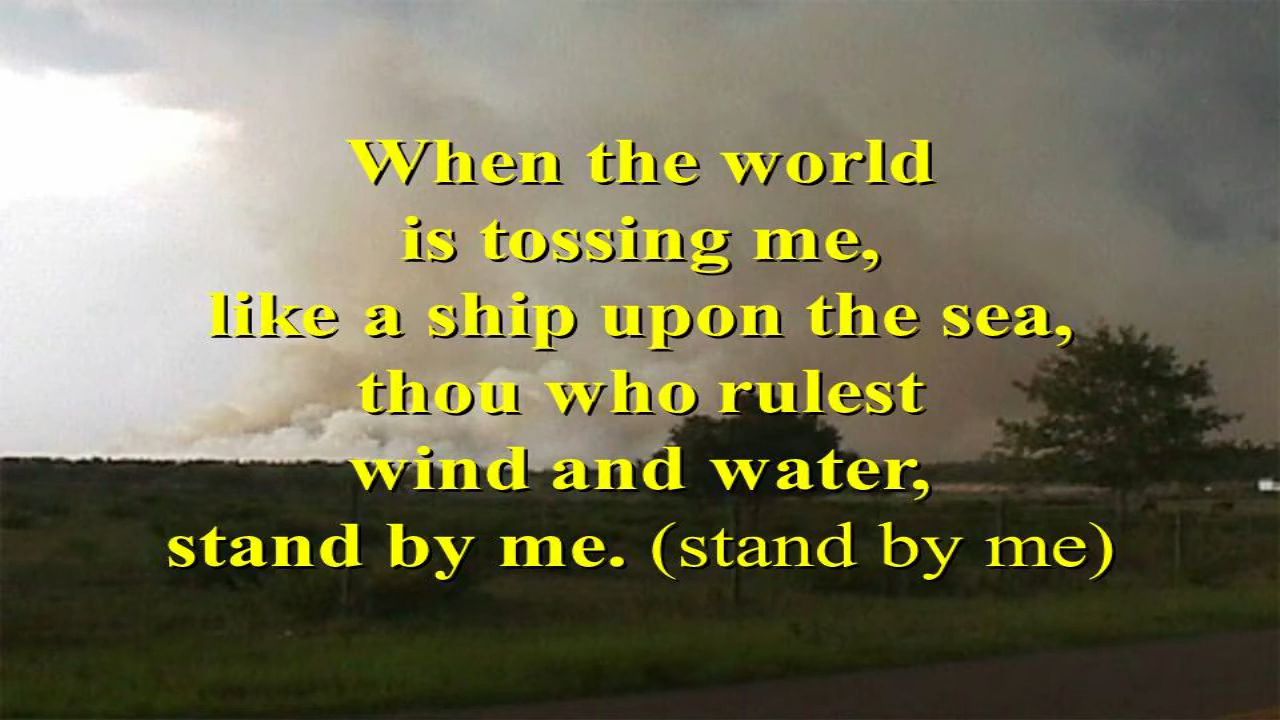 When the world
is tossing me,
like a ship upon the sea,
thou who rulest
wind and water,
stand by me. (stand by me)